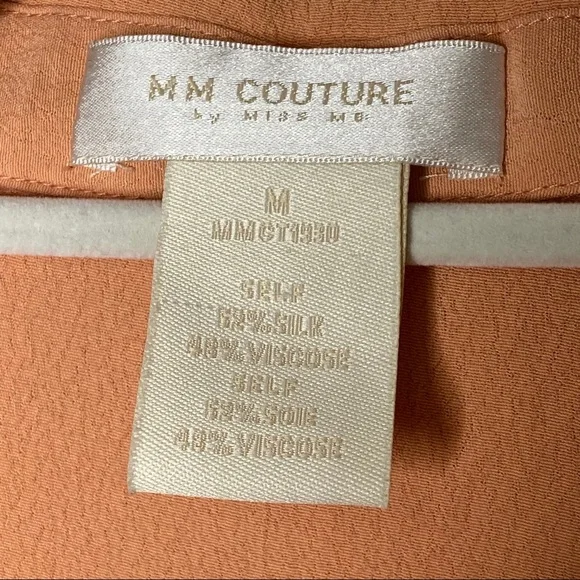 MM COUTURE
by MISS ME
M
MMCT1930
SELF
52%SILK
48%VISCOSE
SELF
52%SOIE
48%VISCOSE